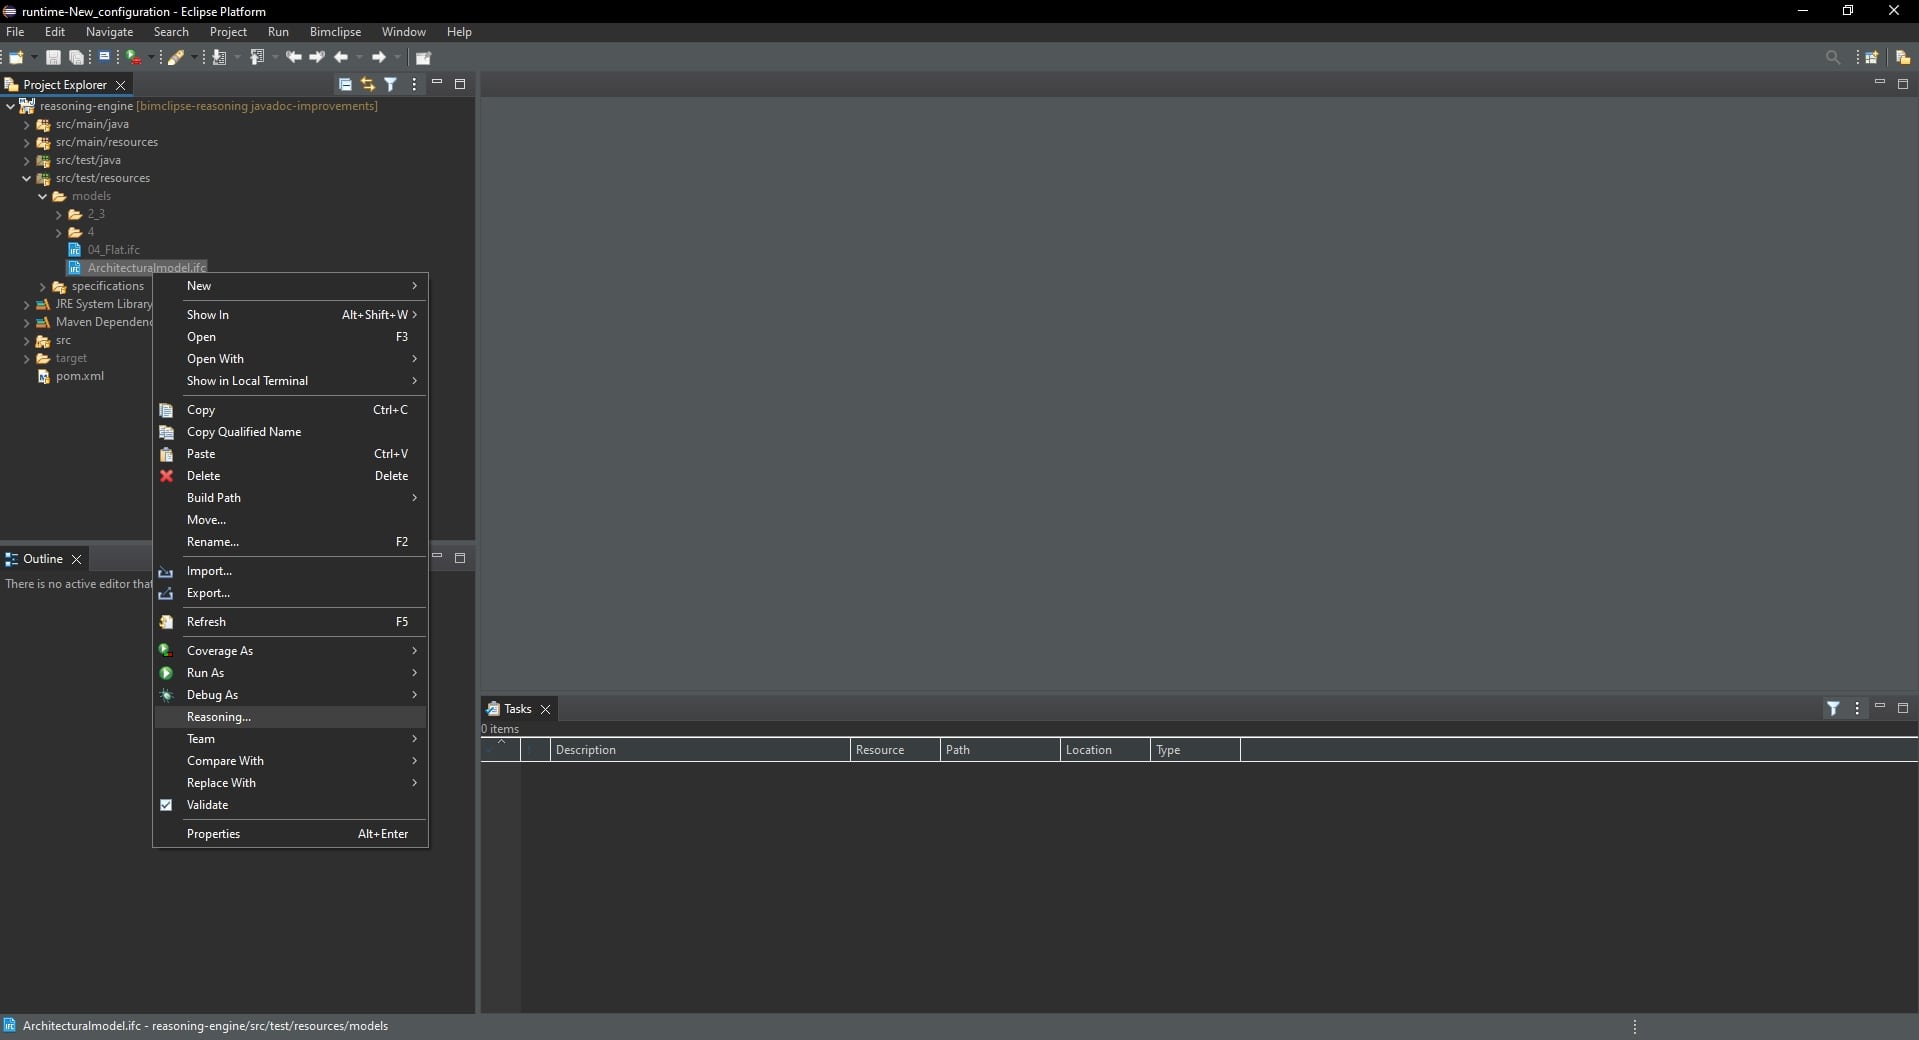 runtime-New_configuration - Eclipse Platform
File Edit Navigate Search Project Run Bimclipse Window Help
Project Explorer
reasoning-engine [bimclipse-reasoning javadoc-improvements]
src/main/java
src/main/resources
src/test/java
src/test/resources
models
2_3
4
04_Flat.ifc
Architecturalmodel.ifc
specifications
JRE System Library
Maven Dependenc
src
target
pom.xml
New
Show In Alt+Shift+W
Open F3
Open With
Show in Local Terminal
Copy Ctrl+C
Copy Qualified Name
Paste Ctrl+V
Delete Delete
Build Path
Move...
Rename... F2
Import...
Export...
Refresh F5
Coverage As
Run As
Debug As
Reasoning...
Team
Compare With
Replace With
Validate
Properties Alt+Enter
Outline
There is no active editor that
Tasks
0 items
Description Resource Path Location Type
Architecturalmodel.ifc - reasoning-engine/src/test/resources/models